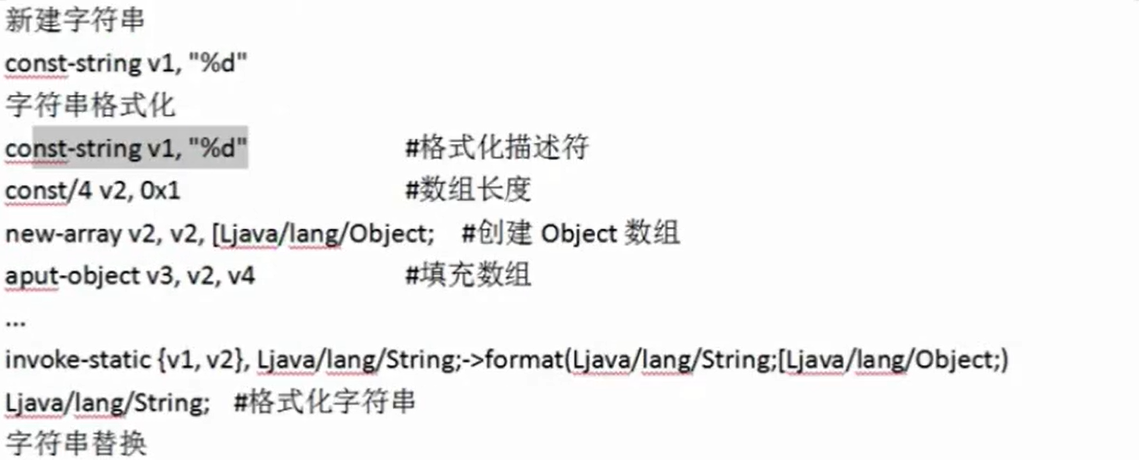 新建字符串
const-string v1, "%d"
字符串格式化
const-string v1, "%d" #格式化描述符
const/4 v2, 0x1 #数组长度
new-array v2, v2, [Ljava/lang/Object; #创建 Object 数组
aput-object v3, v2, v4 #填充数组
...
invoke-static {v1, v2}, Ljava/lang/String;->format(Ljava/lang/String;[Ljava/lang/Object;)
Ljava/lang/String; #格式化字符串
字符串替换